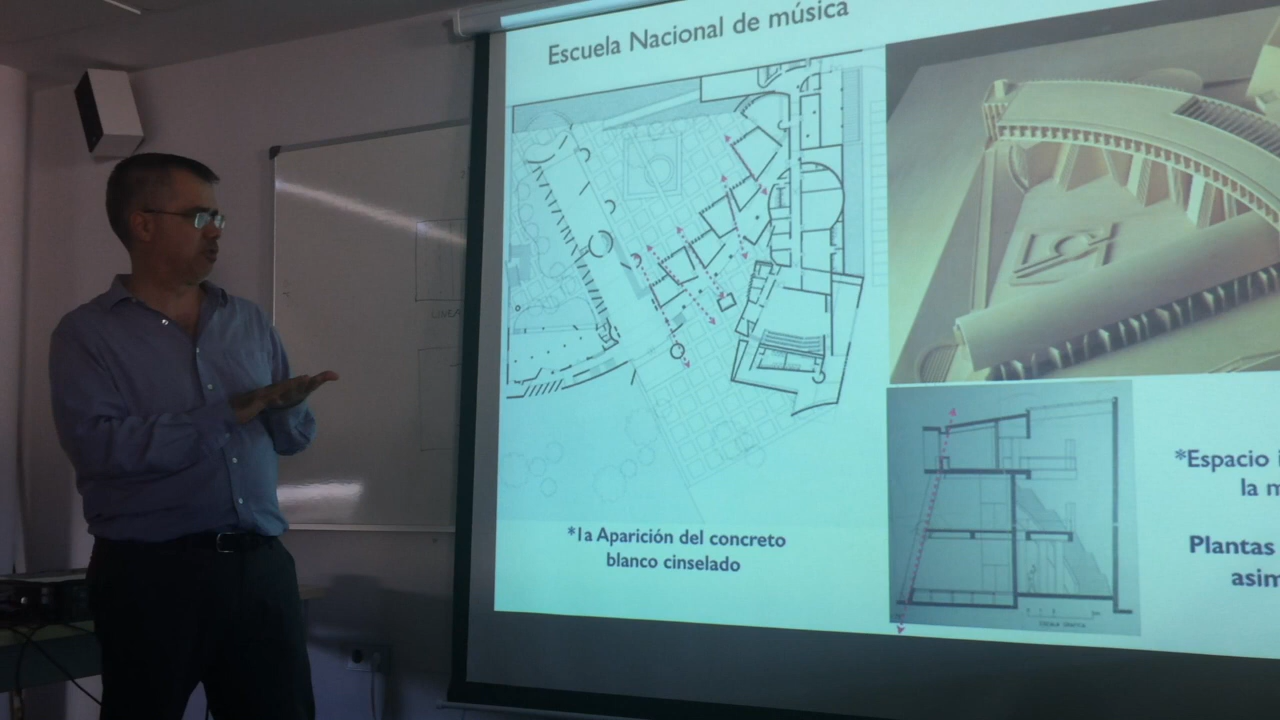 Escuela Nacional de música
*1a Aparición del concreto
blanco cinselado
*Espacio i
la m
Plantas
asim